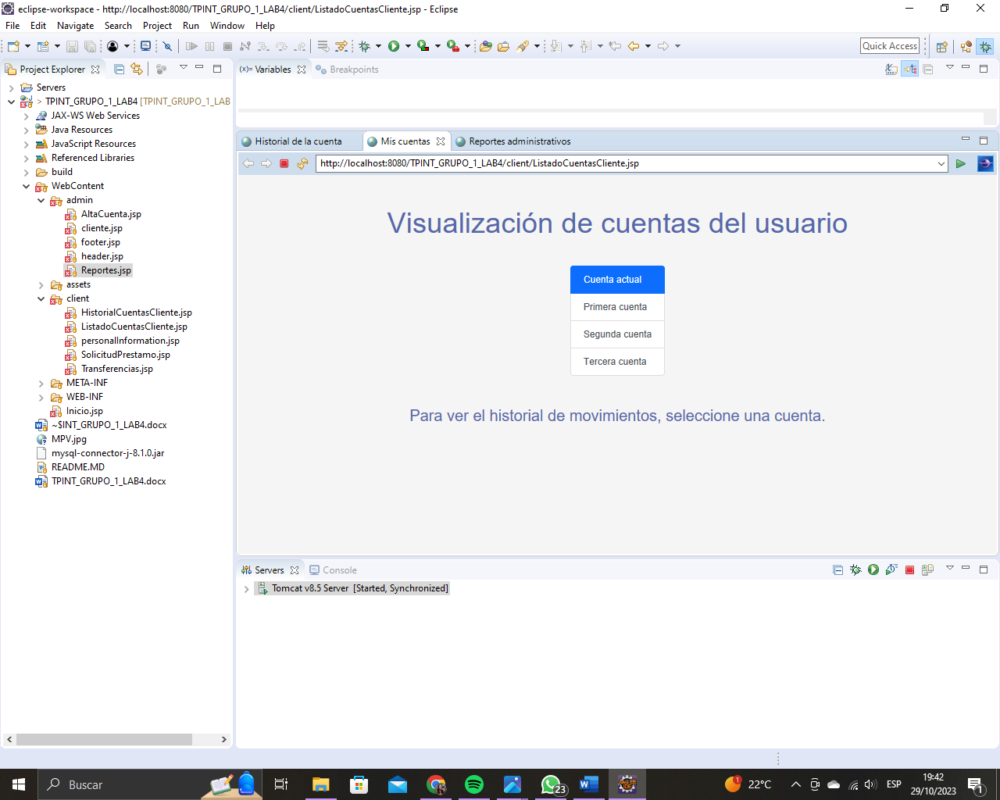 eclipse-workspace - http://localhost:8080/TPINT_GRUPO_1_LAB4/client/ListadoCuentasCliente.jsp - Eclipse
File Edit Navigate Search Project Run Window Help
Quick Access
Project Explorer
Servers
> TPINT_GRUPO_1_LAB4 [TPINT_GRUPO_1_LAB
JAX-WS Web Services
Java Resources
JavaScript Resources
Referenced Libraries
build
WebContent
admin
AltaCuenta.jsp
cliente.jsp
footer.jsp
header.jsp
Reportes.jsp
assets
client
HistorialCuentasCliente.jsp
ListadoCuentasCliente.jsp
personalInformation.jsp
SolicitudPrestamo.jsp
Transferencias.jsp
META-INF
WEB-INF
Inicio.jsp
~$INT_GRUPO_1_LAB4.docx
MPV.jpg
mysql-connector-j-8.1.0.jar
README.MD
TPINT_GRUPO_1_LAB4.docx
(x)= Variables Breakpoints
Historial de la cuenta Mis cuentas Reportes administrativos
http://localhost:8080/TPINT_GRUPO_1_LAB4/client/ListadoCuentasCliente.jsp
Visualización de cuentas del usuario
Cuenta actual
Primera cuenta
Segunda cuenta
Tercera cuenta
Para ver el historial de movimientos, seleccione una cuenta.
Servers Console
Tomcat v8.5 Server [Started, Synchronized]
Buscar
23
1
22°C
ESP
19:42
29/10/2023
1